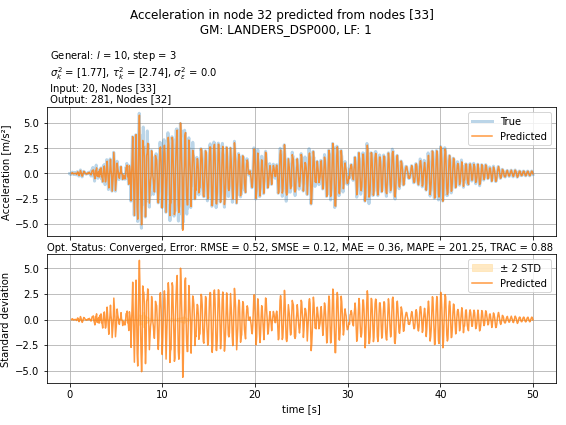 Acceleration in node 32 predicted from nodes [33]
GM: LANDERS_DSP000, LF: 1
General: l = 10, step = 3
σ²ₖ = [1.77], τ²ₖ = [2.74], σ²ε = 0.0
Input: 20, Nodes [33]
Output: 281, Nodes [32]
Acceleration [m/s²]
5.0
2.5
0.0
−2.5
−5.0
True
Predicted
Opt. Status: Converged, Error: RMSE = 0.52, SMSE = 0.12, MAE = 0.36, MAPE = 201.25, TRAC = 0.88
Standard deviation
5.0
2.5
0.0
−2.5
−5.0
± 2 STD
Predicted
0 10 20 30 40 50
time [s]